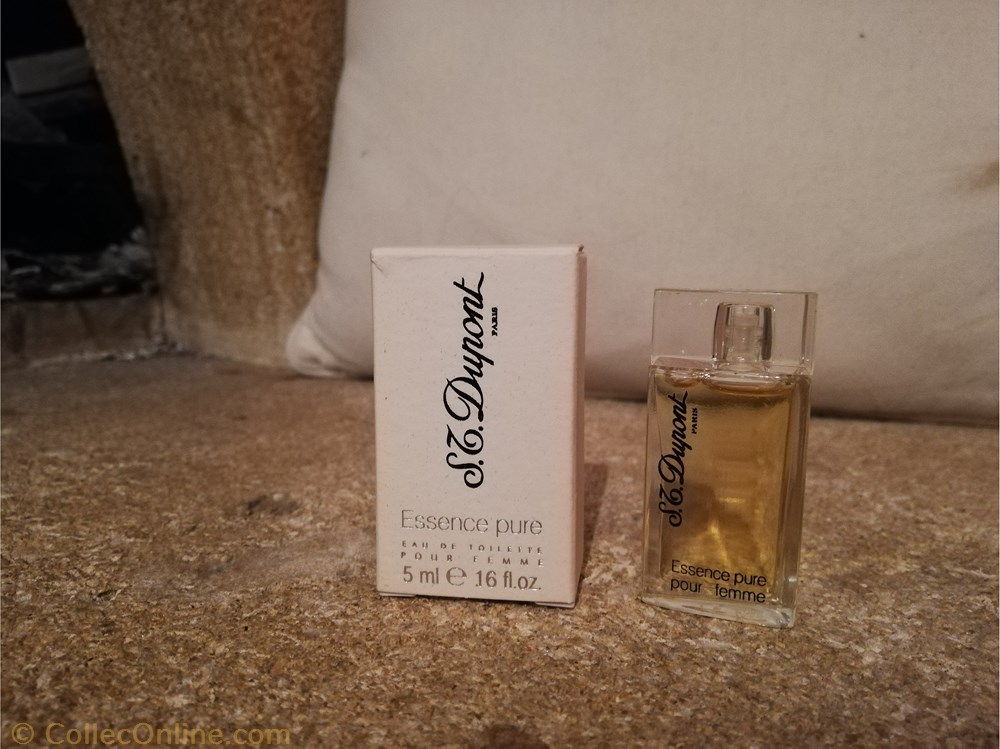 S.T. Dupont
PARIS
Essence pure
EAU DE TOILETTE
POUR FEMME
5 ml ℮ .16 fl.oz.
S.T. Dupont
PARIS
Essence pure
pour femme
© CollecOnline.com